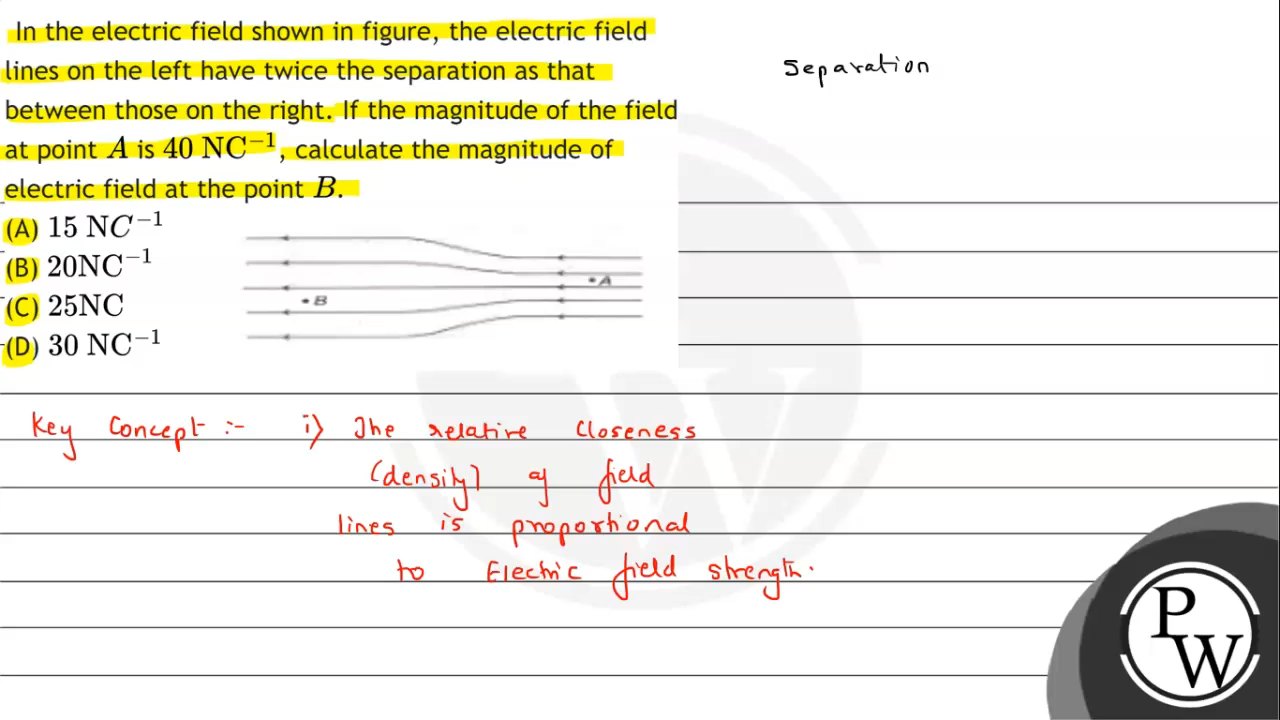 In the electric field shown in figure, the electric field
lines on the left have twice the separation as that
between those on the right. If the magnitude of the field
at point A is 40 NC⁻¹, calculate the magnitude of
electric field at the point B.
(A) 15 NC⁻¹
(B) 20NC⁻¹
(C) 25NC
(D) 30 NC⁻¹
• A
• B
Separation
Key Concept :- i) The relative closeness
(density) of field
lines is proportional
to Electric field strength.
P
W